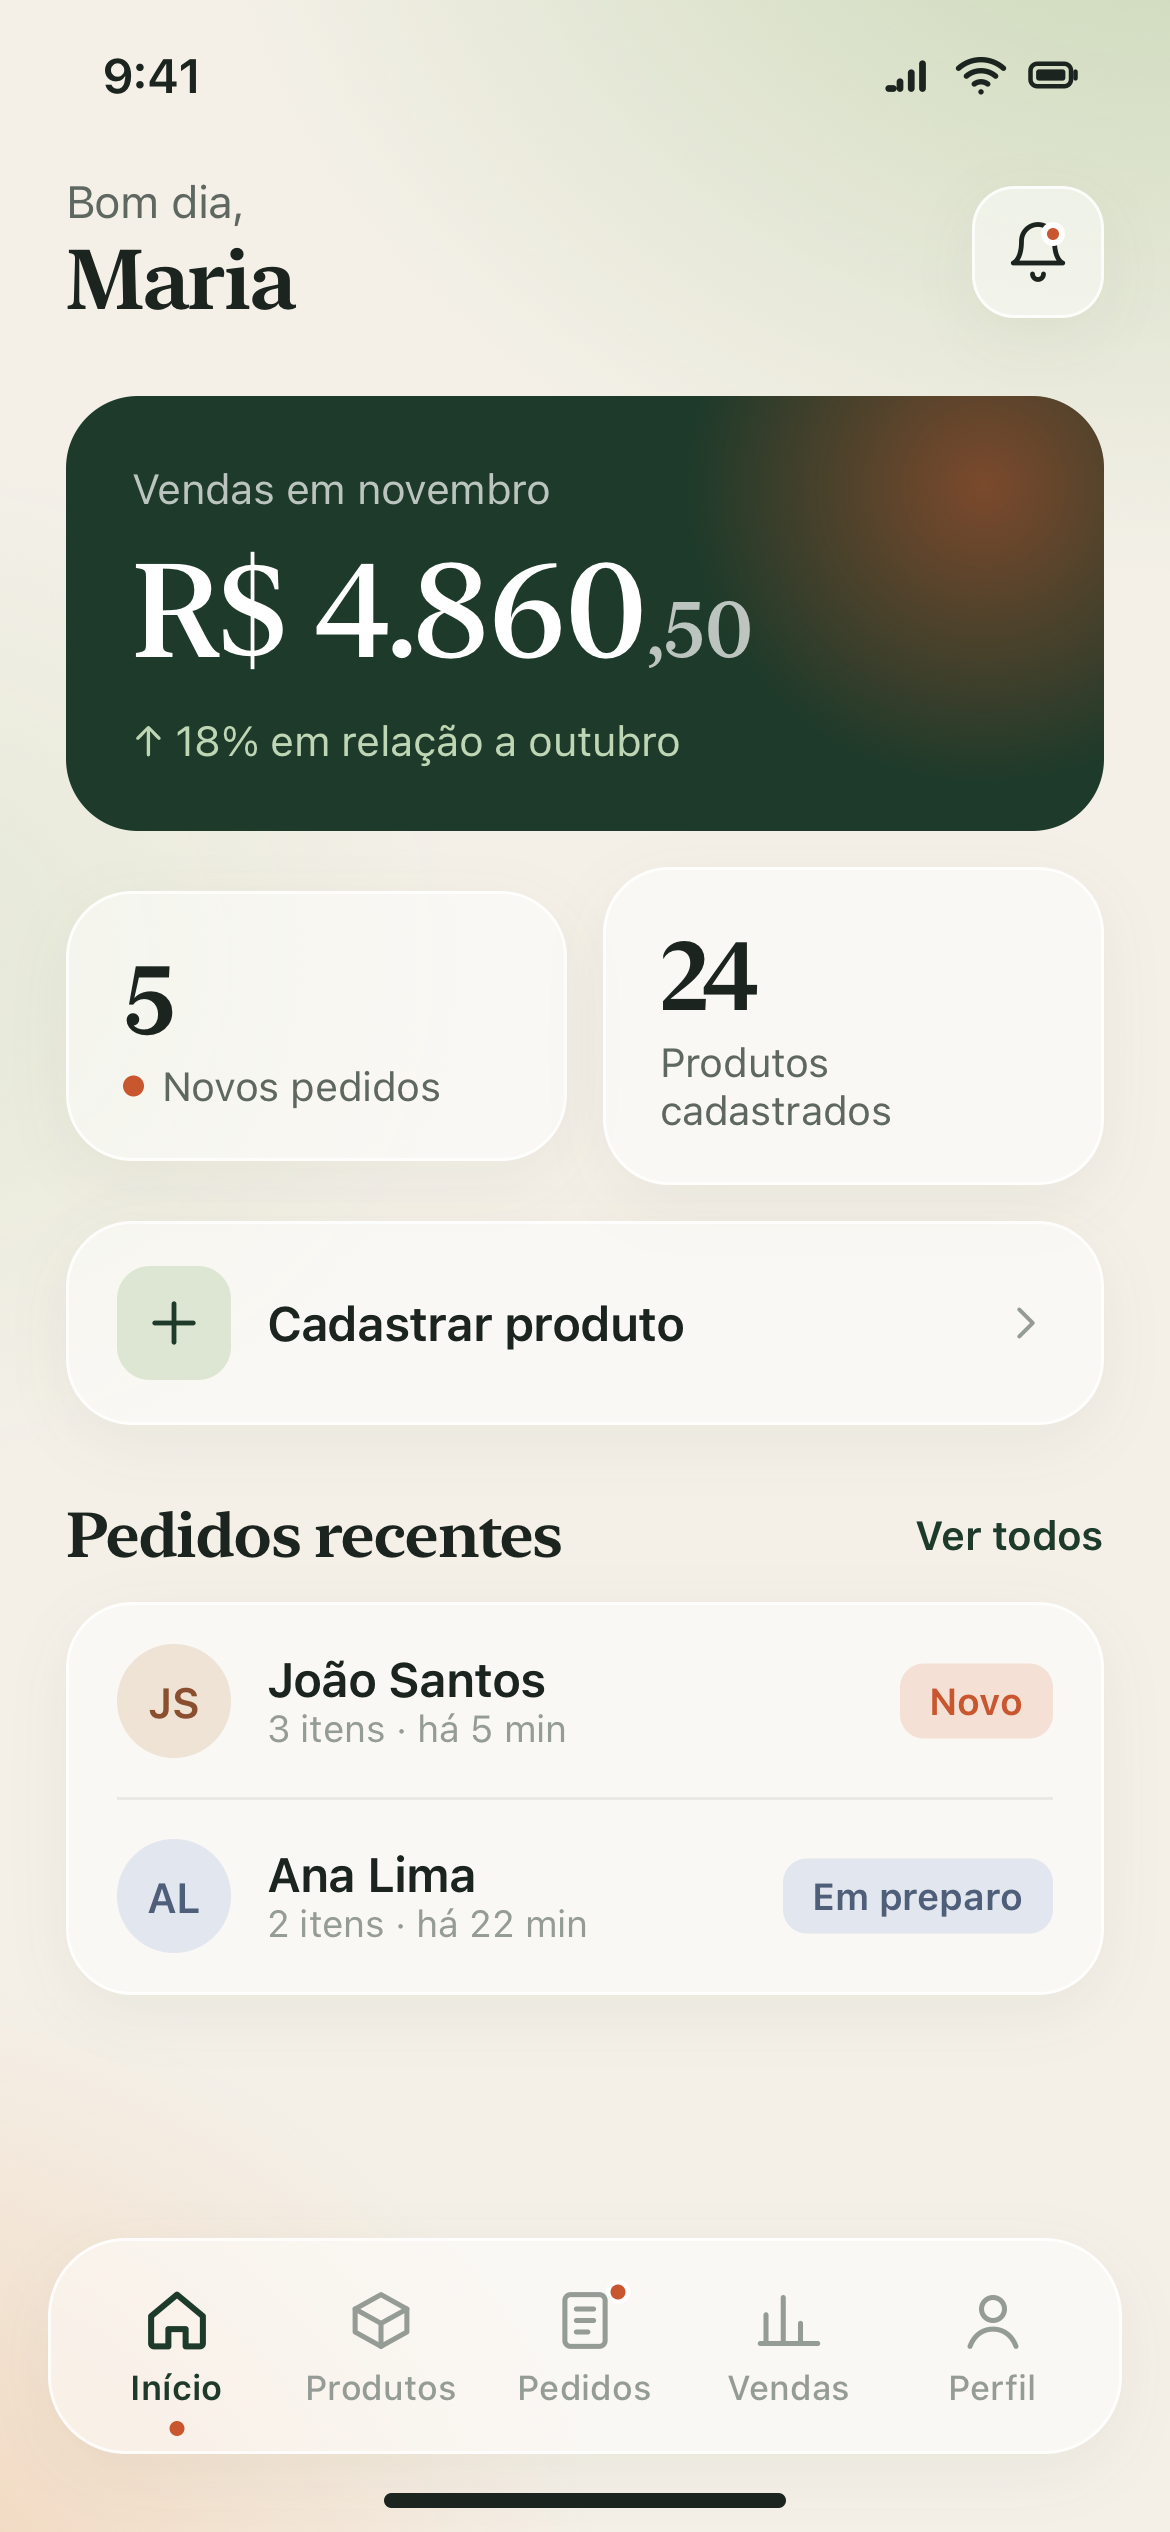 9:41
Bom dia,
Maria
Vendas em novembro
R$ 4.860,50
↑ 18% em relação a outubro
5
Novos pedidos
24
Produtos
cadastrados
Cadastrar produto
Pedidos recentes
Ver todos
JS
João Santos
3 itens · há 5 min
Novo
AL
Ana Lima
2 itens · há 22 min
Em preparo
Início
Produtos
Pedidos
Vendas
Perfil